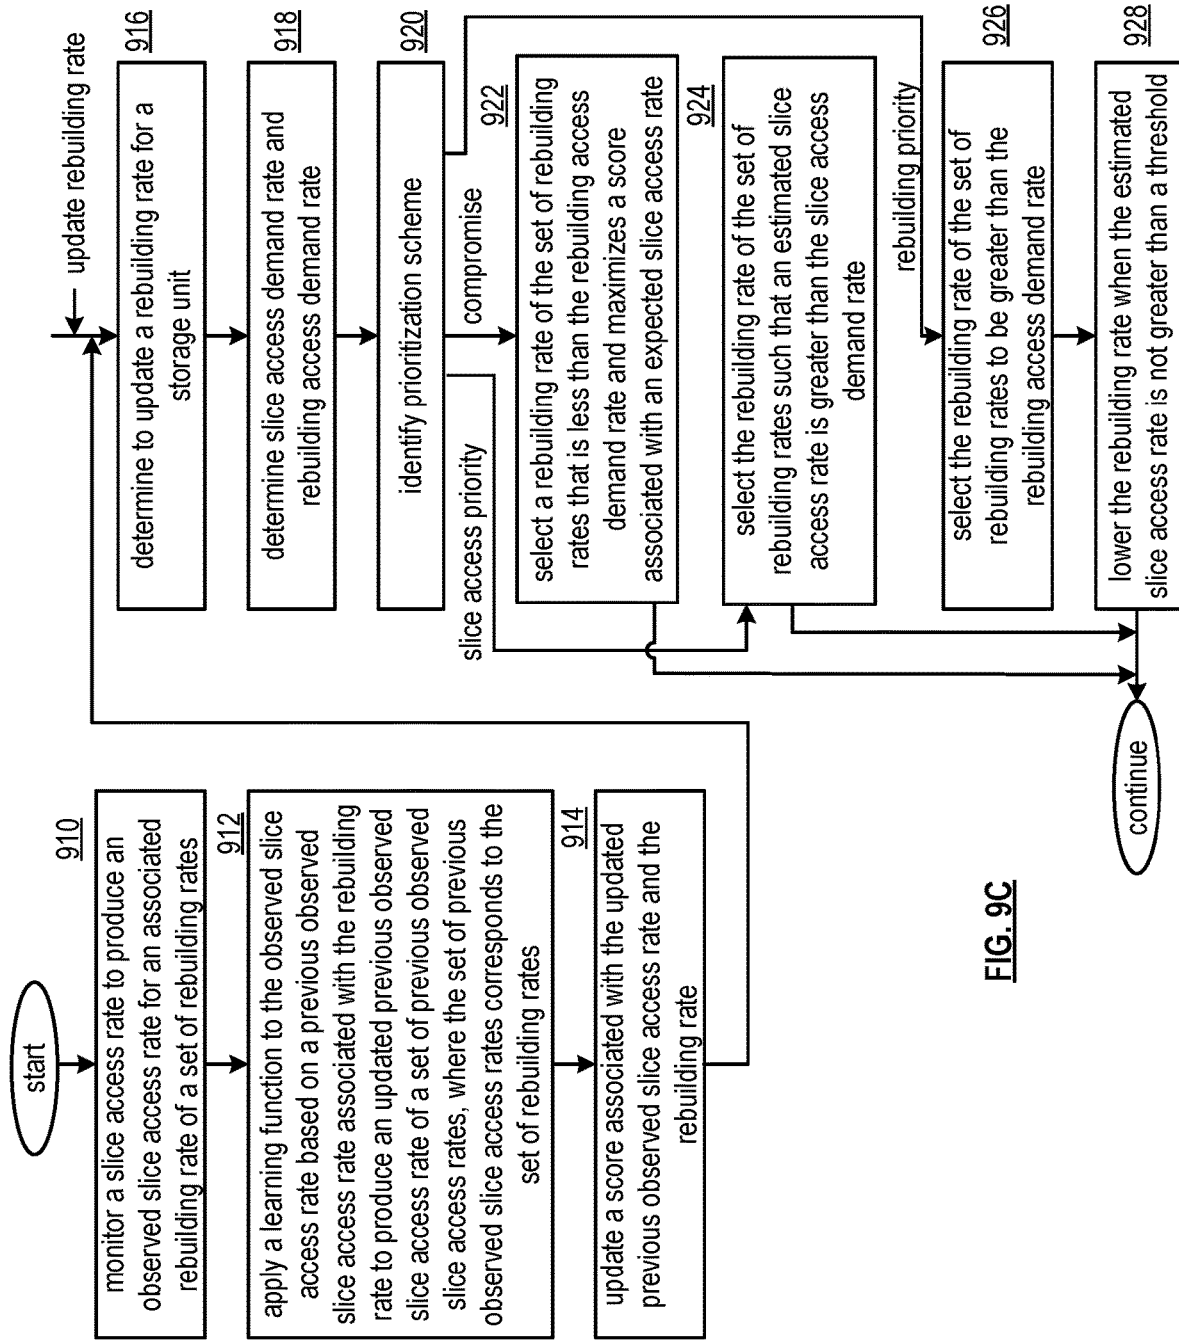 start
910
monitor a slice access rate to produce an
observed slice access rate for an associated
rebuilding rate of a set of rebuilding rates
912
apply a learning function to the observed slice
access rate based on a previous observed
slice access rate associated with the rebuilding
rate to produce an updated previous observed
slice access rate of a set of previous observed
slice access rates, where the set of previous
observed slice access rates corresponds to the
set of rebuilding rates
914
update a score associated with the updated
previous observed slice access rate and the
rebuilding rate
update rebuilding rate
916
determine to update a rebuilding rate for a
storage unit
918
determine slice access demand rate and
rebuilding access demand rate
920
identify prioritization scheme
slice access priority
compromise
922
select a rebuilding rate of the set of rebuilding
rates that is less than the rebuilding access
demand rate and maximizes a score
associated with an expected slice access rate
924
select the rebuilding rate of the set of
rebuilding rates such that an estimated slice
access rate is greater than the slice access
demand rate
rebuilding priority
926
select the rebuilding rate of the set of
rebuilding rates to be greater than the
rebuilding access demand rate
928
lower the rebuilding rate when the estimated
slice access rate is not greater than a threshold
continue
FIG. 9C